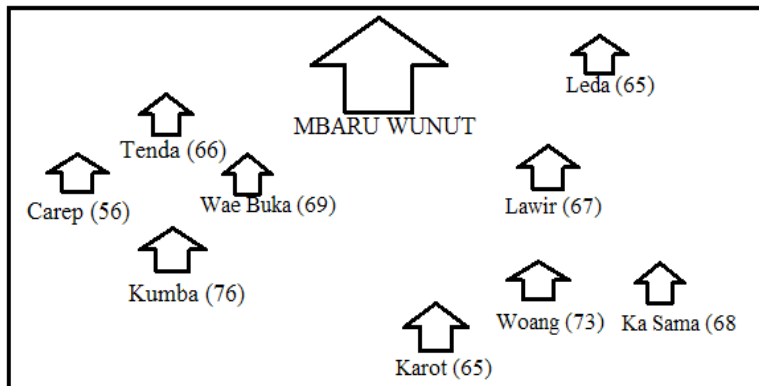 Leda (65)
MBARU WUNUT
Tenda (66)
Carep (56)
Wae Buka (69)
Lawir (67)
Kumba (76)
Woang (73)
Ka Sama (68
Karot (65)